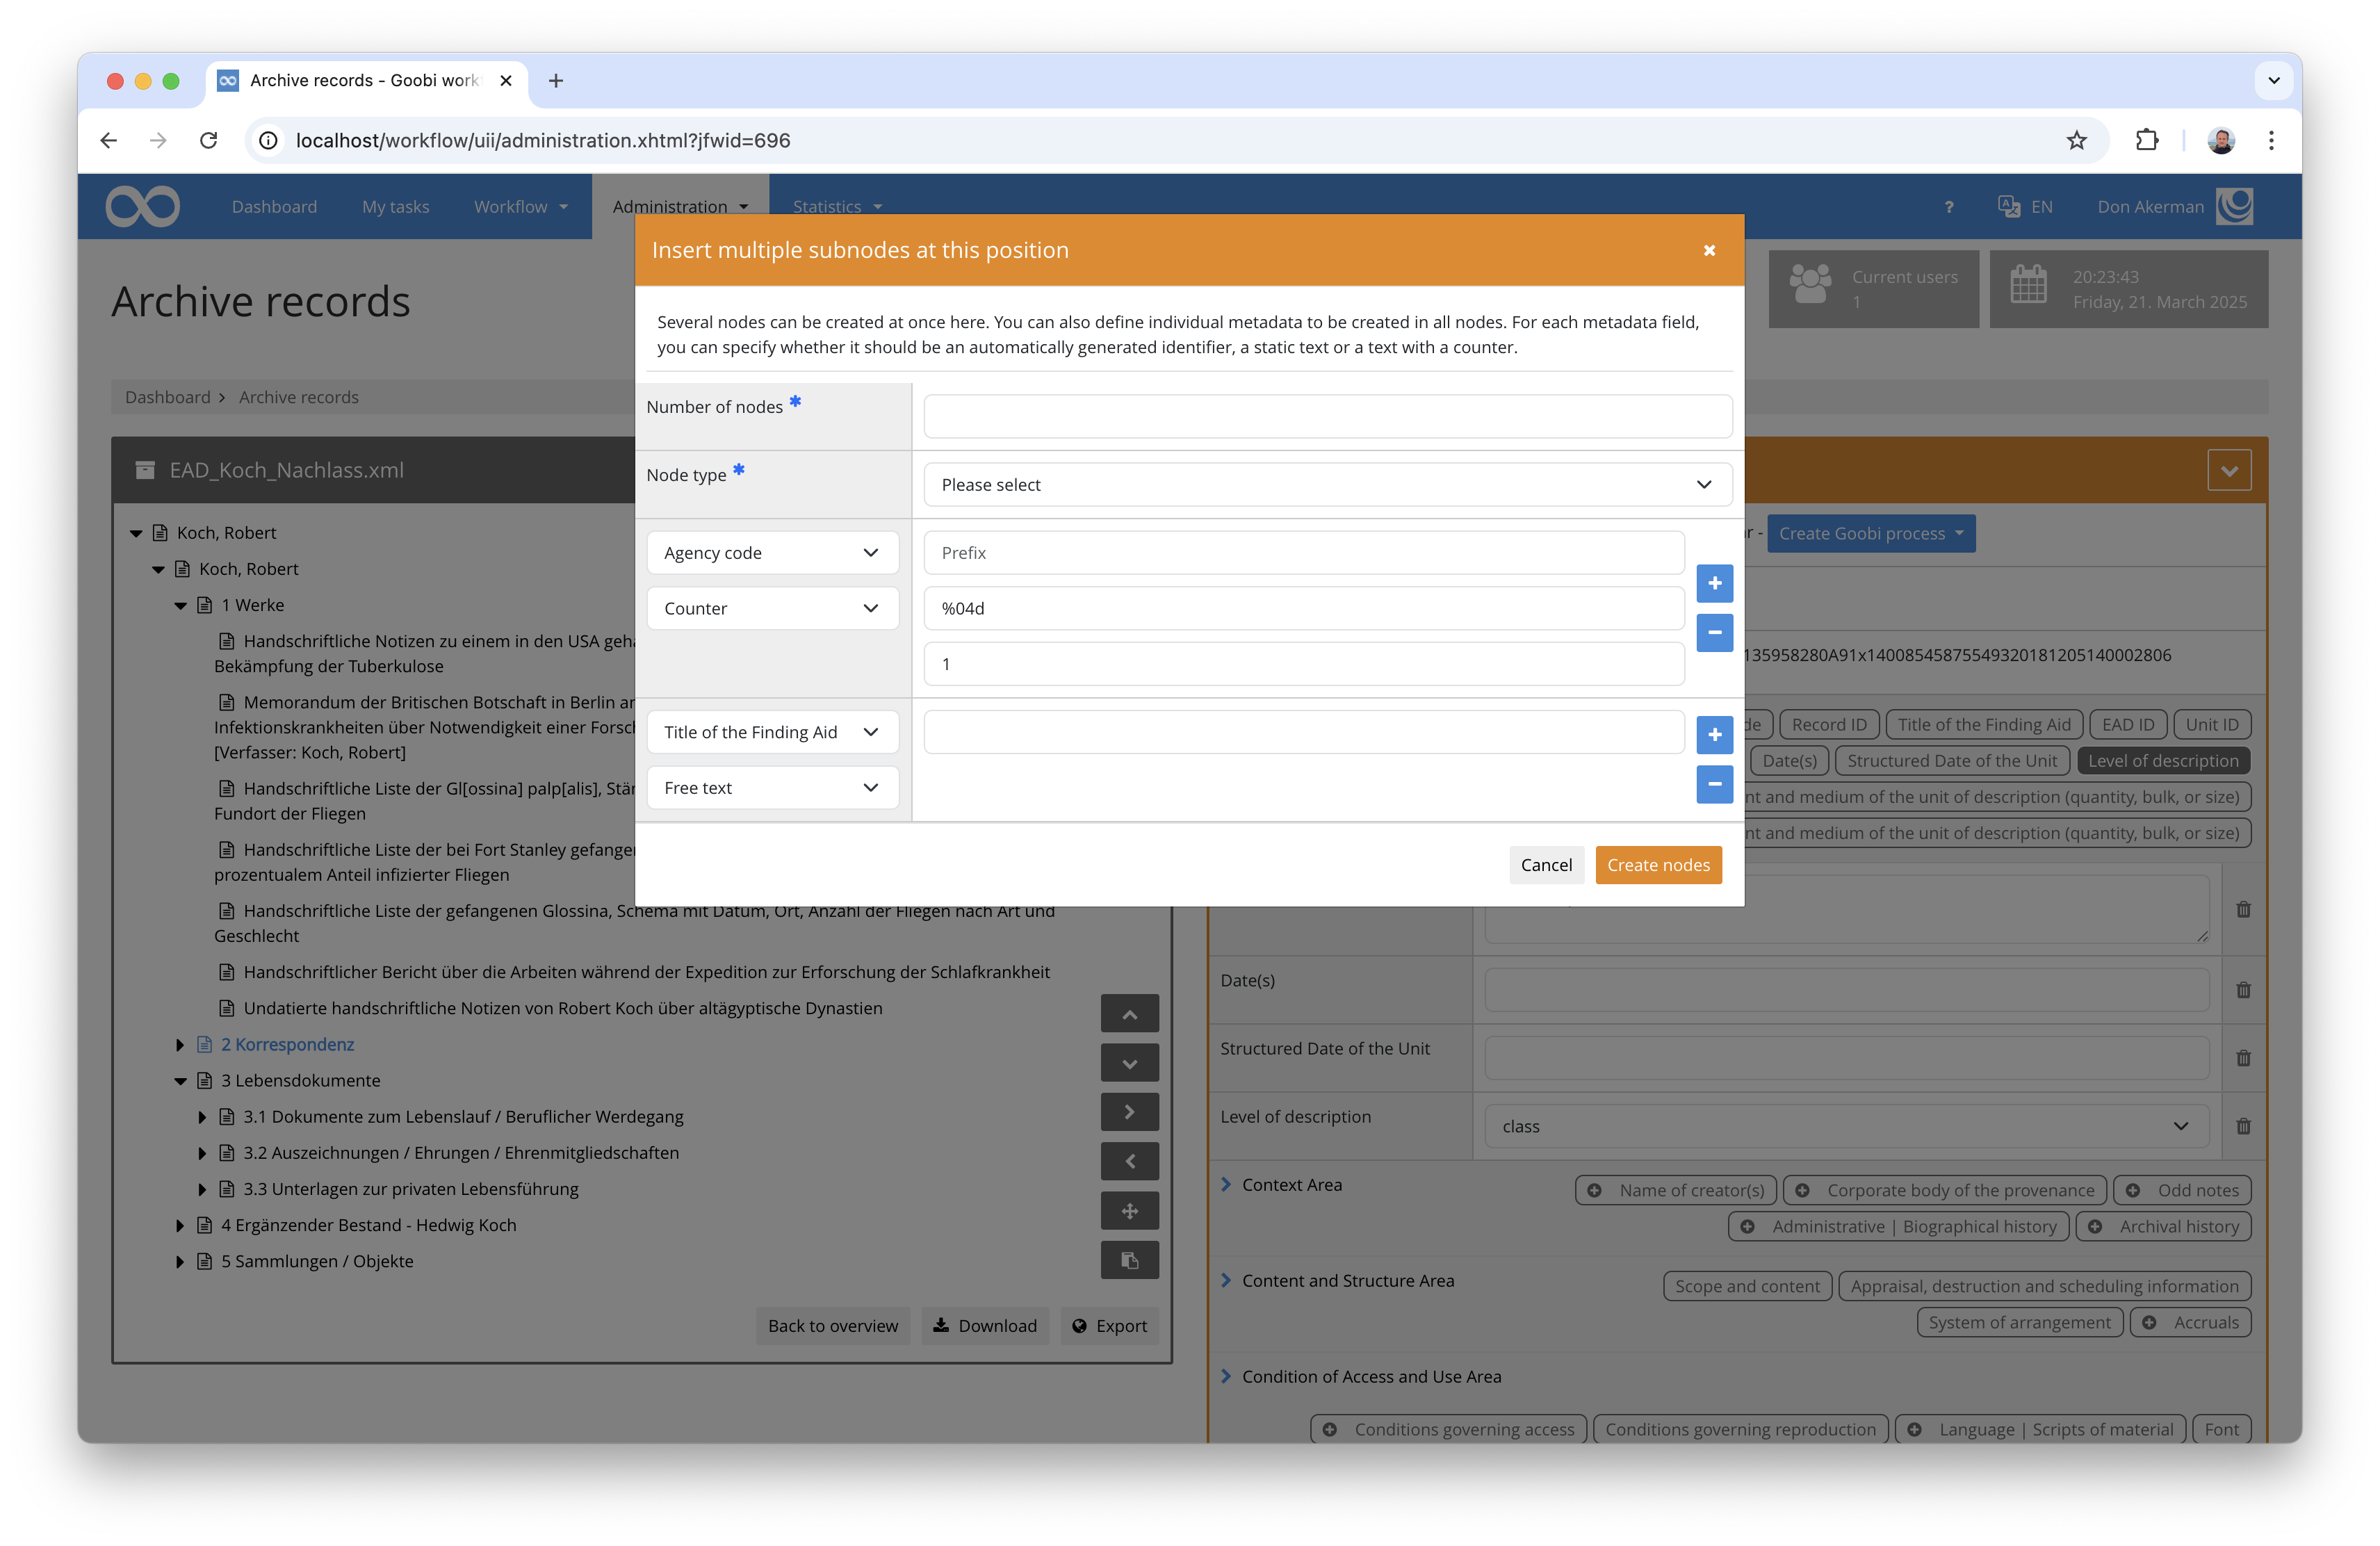 Archive records - Goobi work
localhost/workflow/uii/administration.xhtml?jfwid=696
Dashboard
My tasks
Workflow
Administration
Statistics
?
EN
Don Akerman
Archive records
Current users
1
20:23:43
Friday, 21. March 2025
Dashboard
Archive records
Insert multiple subnodes at this position
Several nodes can be created at once here. You can also define individual metadata to be created in all nodes. For each metadata field,
you can specify whether it should be an automatically generated identifier, a static text or a text with a counter.
Number of nodes *
Node type *
Please select
Agency code
Prefix
Counter
%04d
1
Title of the Finding Aid
Free text
Cancel
Create nodes
EAD_Koch_Nachlass.xml
Koch, Robert
Koch, Robert
1 Werke
Handschriftliche Notizen zu einem in den USA geha
Bekämpfung der Tuberkulose
Memorandum der Britischen Botschaft in Berlin
Infektionskrankheiten über Notwendigkeit einer Forsc
[Verfasser: Koch, Robert]
Handschriftliche Liste der Gl[ossina] palp[alis], Stä
Fundort der Fliegen
Handschriftliche Liste der bei Fort Stanley gefangen
prozentualem Anteil infizierter Fliegen
Handschriftliche Liste der gefangenen Glossina, Schema mit Datum, Ort, Anzahl der Fliegen nach Art und
Geschlecht
Handschriftlicher Bericht über die Arbeiten während der Expedition zur Erforschung der Schlafkrankheit
Undatierte handschriftliche Notizen von Robert Koch über altägyptische Dynastien
2 Korrespondenz
3 Lebensdokumente
3.1 Dokumente zum Lebenslauf / Beruflicher Werdegang
3.2 Auszeichnungen / Ehrungen / Ehrenmitgliedschaften
3.3 Unterlagen zur privaten Lebensführung
4 Ergänzender Bestand - Hedwig Koch
5 Sammlungen / Objekte
Back to overview
Download
Export
Create Goobi process
135958280A91x14008545875549320181205140002806
de
Record ID
Title of the Finding Aid
EAD ID
Unit ID
Date(s)
Structured Date of the Unit
Level of description
nt and medium of the unit of description (quantity, bulk, or size)
nt and medium of the unit of description (quantity, bulk, or size)
Date(s)
Structured Date of the Unit
Level of description
class
Context Area
Name of creator(s)
Corporate body of the provenance
Odd notes
Administrative | Biographical history
Archival history
Content and Structure Area
Scope and content
Appraisal, destruction and scheduling information
System of arrangement
Accruals
Condition of Access and Use Area
Conditions governing access
Conditions governing reproduction
Language | Scripts of material
Font